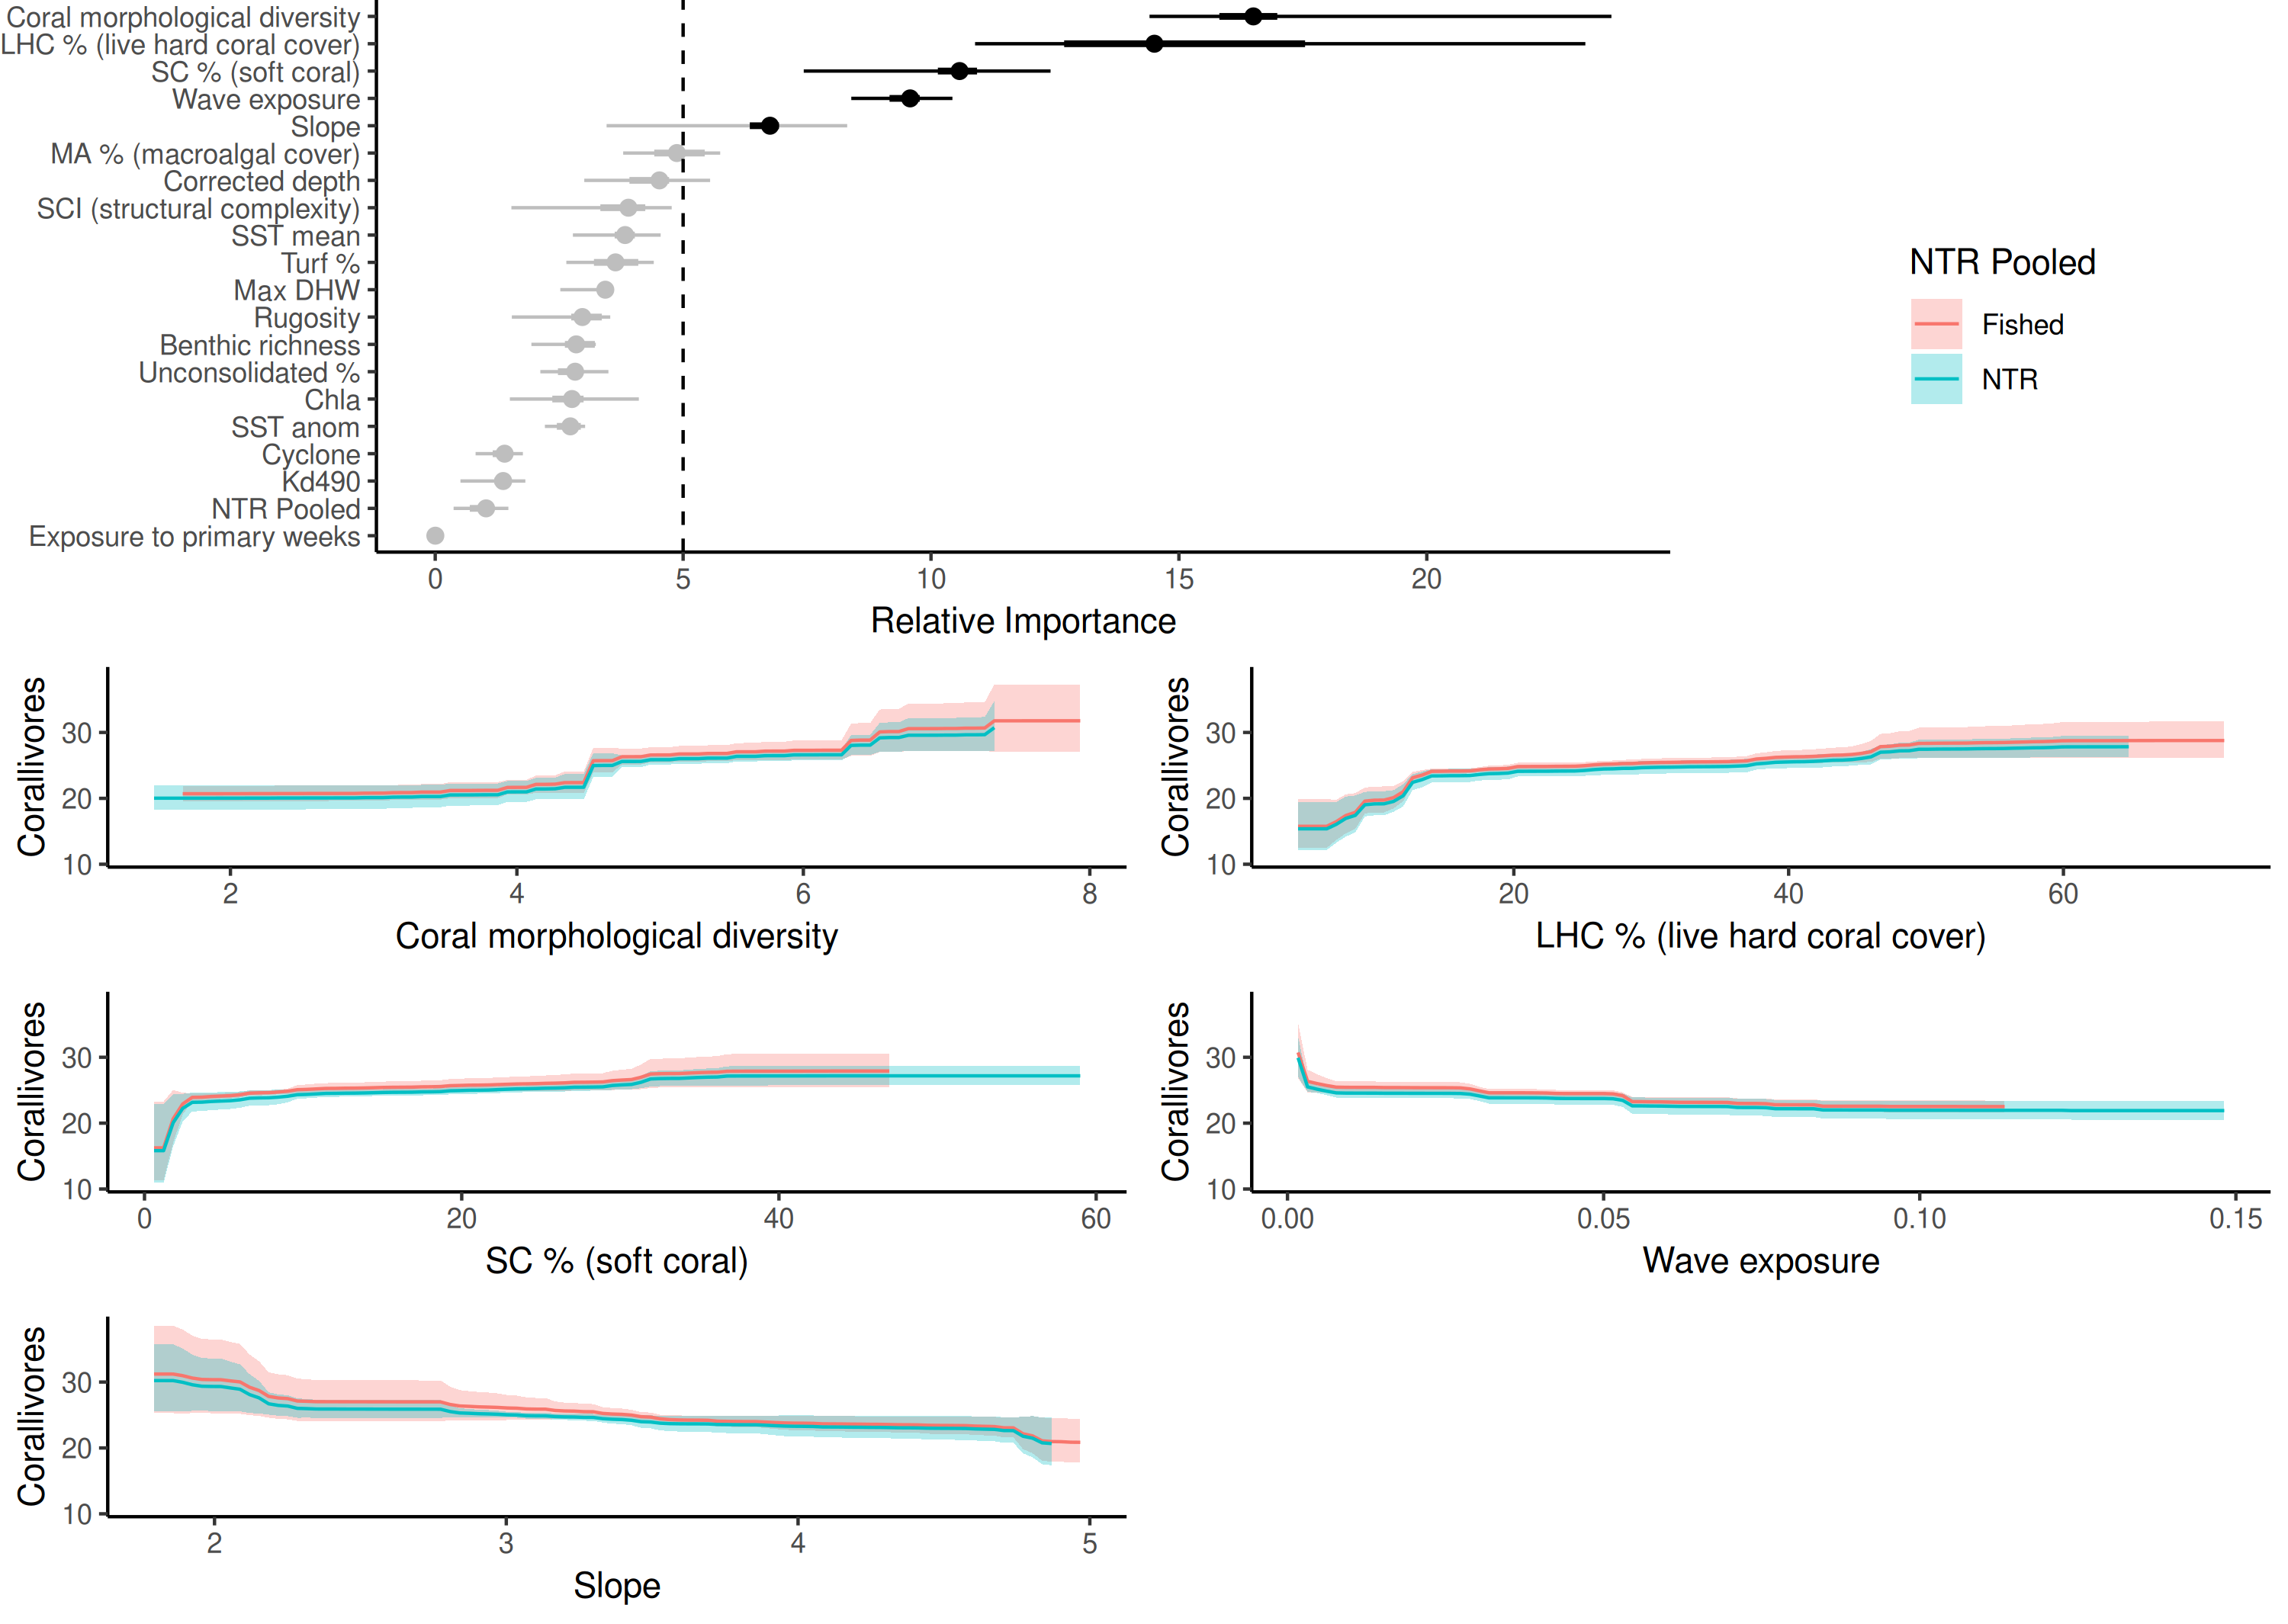 Coral morphological diversity
LHC % (live hard coral cover)
SC % (soft coral)
Wave exposure
Slope
MA % (macroalgal cover)
Corrected depth
SCI (structural complexity)
SST mean
Turf %
Max DHW
Rugosity
Benthic richness
Unconsolidated %
Chla
SST anom
Cyclone
Kd490
NTR Pooled
Exposure to primary weeks
0 5 10 15 20
Relative Importance
NTR Pooled
Fished
NTR
Corallivores
30
20
10
2 4 6 8
Coral morphological diversity
Corallivores
30
20
10
20 40 60
LHC % (live hard coral cover)
Corallivores
30
20
10
0 20 40 60
SC % (soft coral)
Corallivores
30
20
10
0.00 0.05 0.10 0.15
Wave exposure
Corallivores
30
20
10
2 3 4 5
Slope